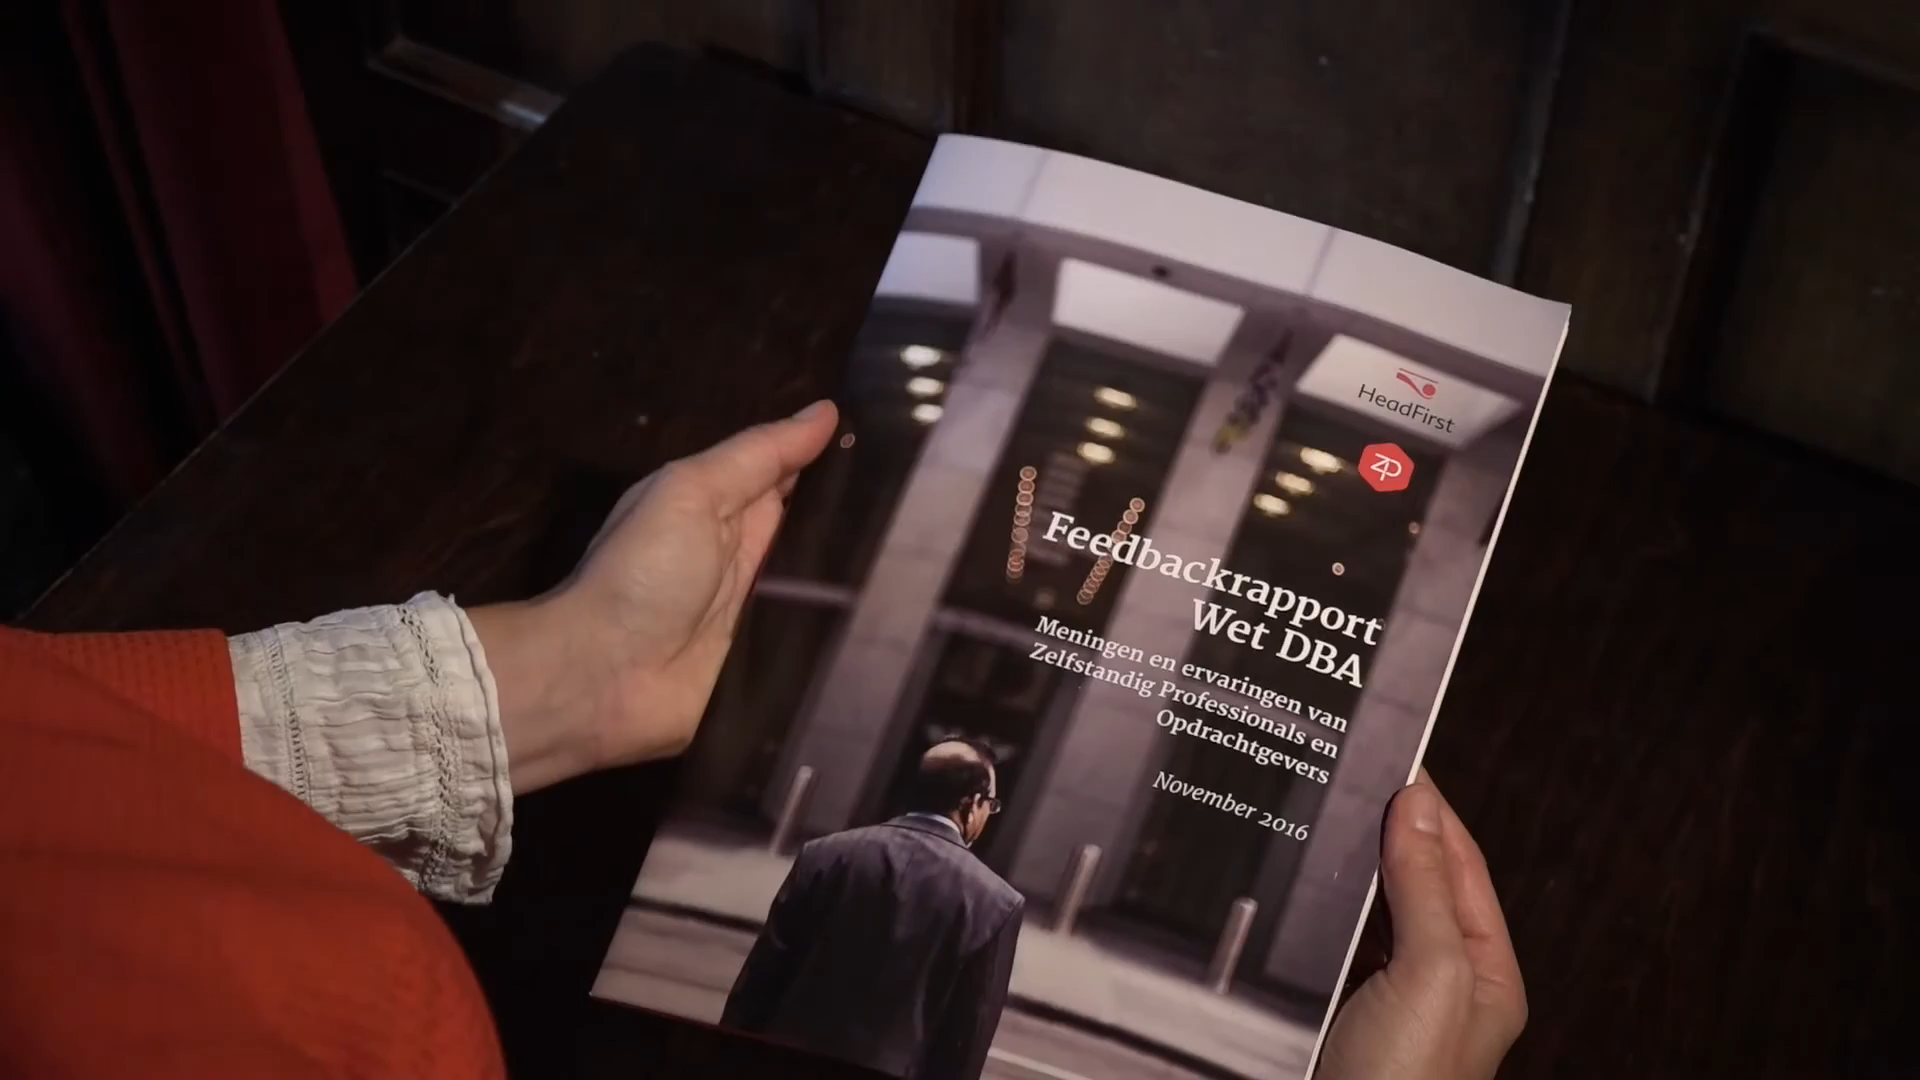 HeadFirst
ZP
Feedbackrapport
Wet DBA
Meningen en ervaringen van
Zelfstandig Professionals en
Opdrachtgevers
November 2016